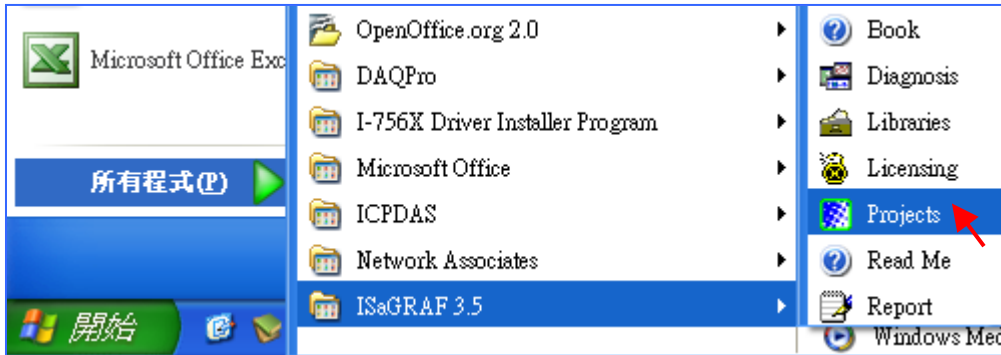 Microsoft Office Exc
所有程式(P)
開始
OpenOffice.org 2.0
DAQPro
I-756X Driver Installer Program
Microsoft Office
ICPDAS
Network Associates
ISaGRAF 3.5
Book
Diagnosis
Libraries
Licensing
Projects
Read Me
Report
Windows Med